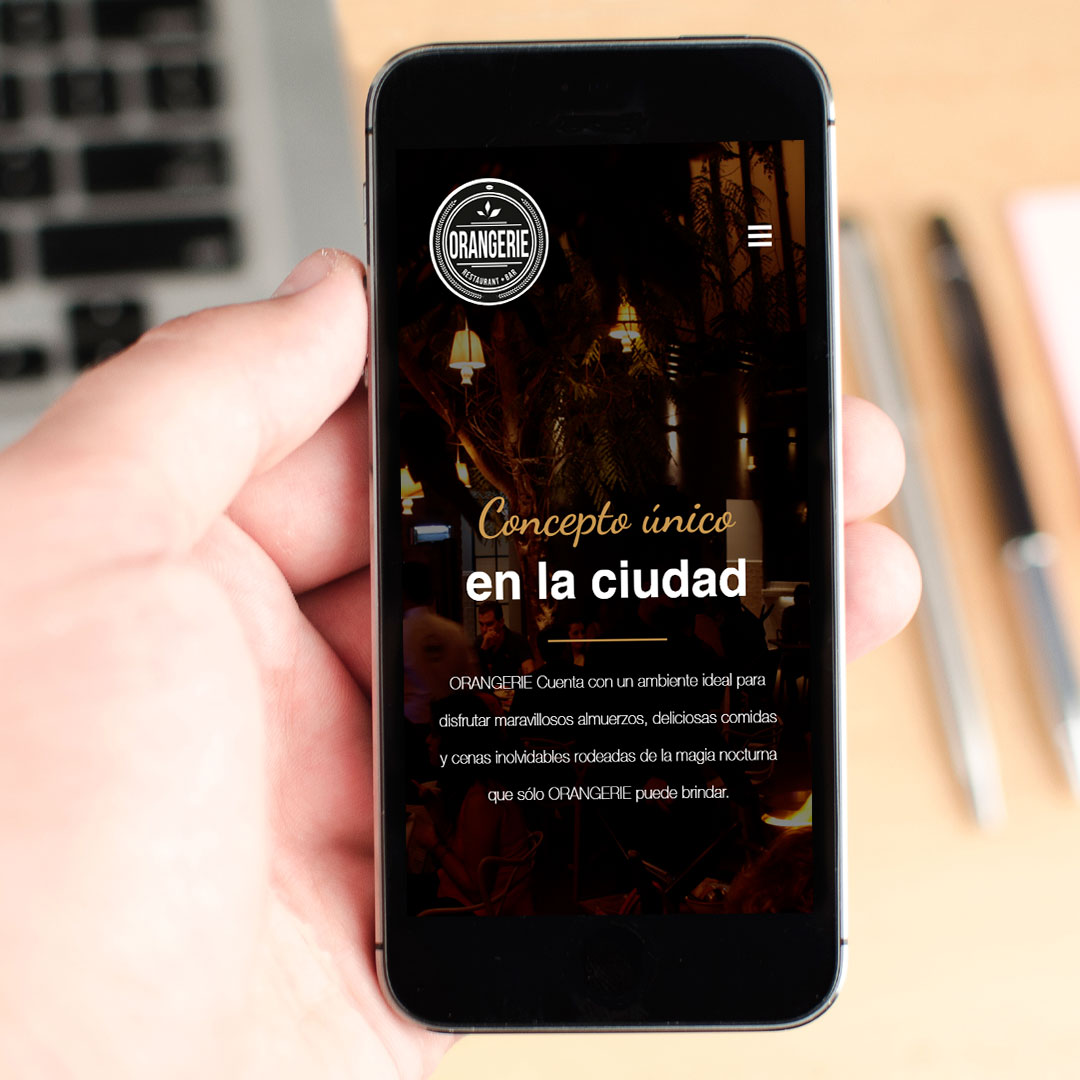 ORANGERIE
RESTAURANT • BAR
Concepto único
en la ciudad
ORANGERIE Cuenta con un ambiente ideal para
disfrutar maravillosos almuerzos, deliciosas comidas
y cenas inolvidables rodeadas de la magia nocturna
que sólo ORANGERIE puede brindar.